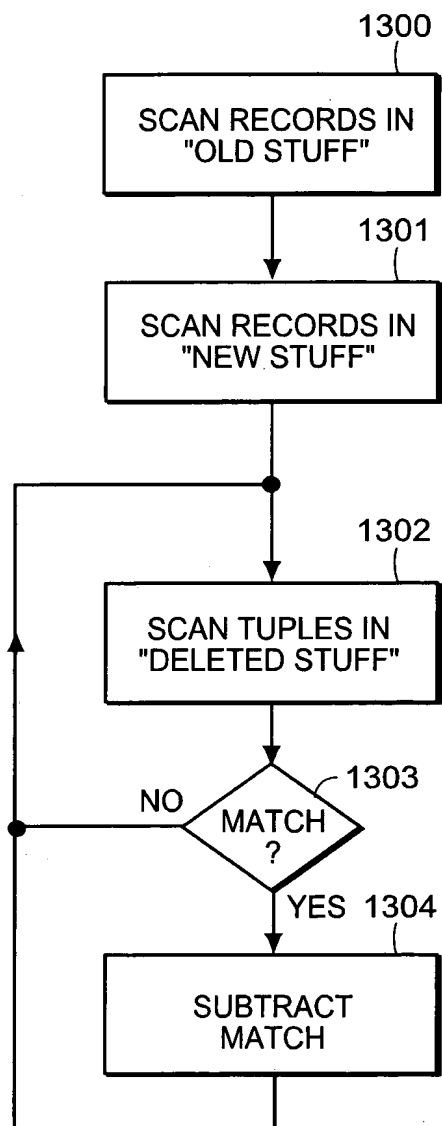 1300
SCAN RECORDS IN
"OLD STUFF"
1301
SCAN RECORDS IN
"NEW STUFF"
1302
SCAN TUPLES IN
"DELETED STUFF"
1303
NO
MATCH
?
YES 1304
SUBTRACT
MATCH